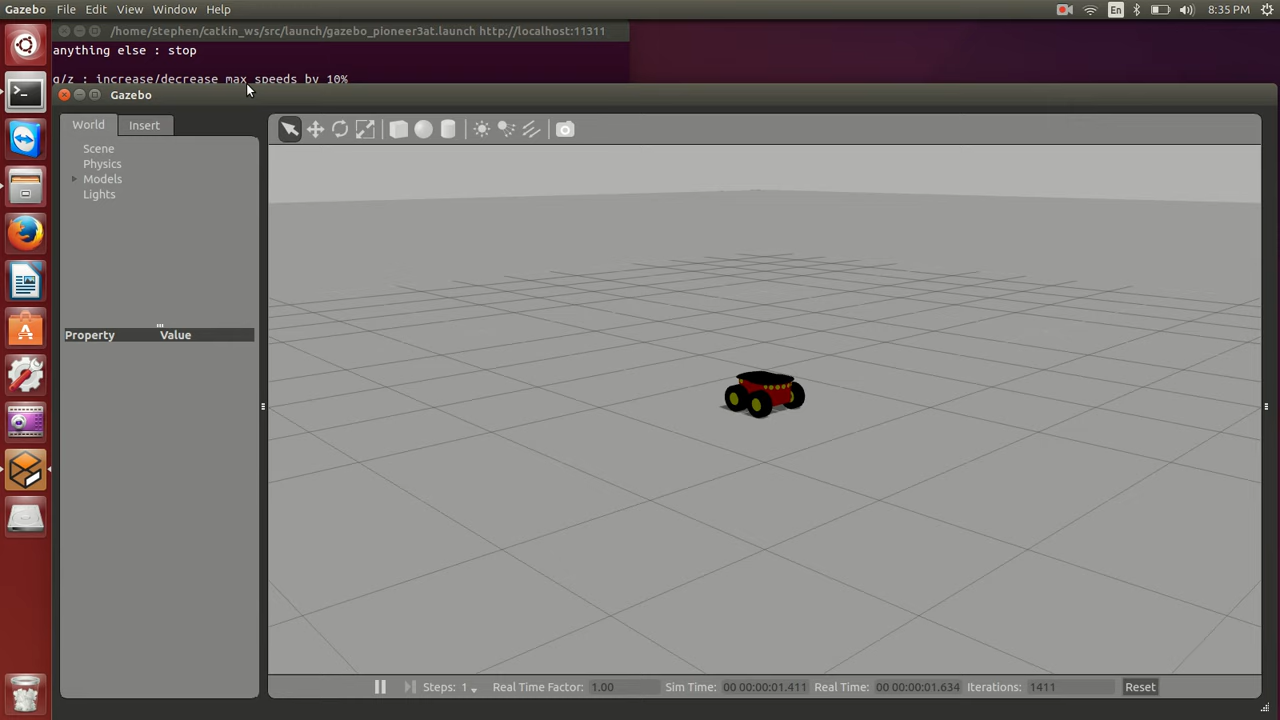 Gazebo File Edit View Window Help
En 8:35 PM
/home/stephen/catkin_ws/src/launch/gazebo_pioneer3at.launch http://localhost:11311
anything else : stop
q/z : increase/decrease max speeds by 10%
Gazebo
World Insert
Scene
Physics
Models
Lights
Property Value
Steps: 1 Real Time Factor: 1.00 Sim Time: 00 00:00:01.411 Real Time: 00 00:00:01.634 Iterations: 1411 Reset